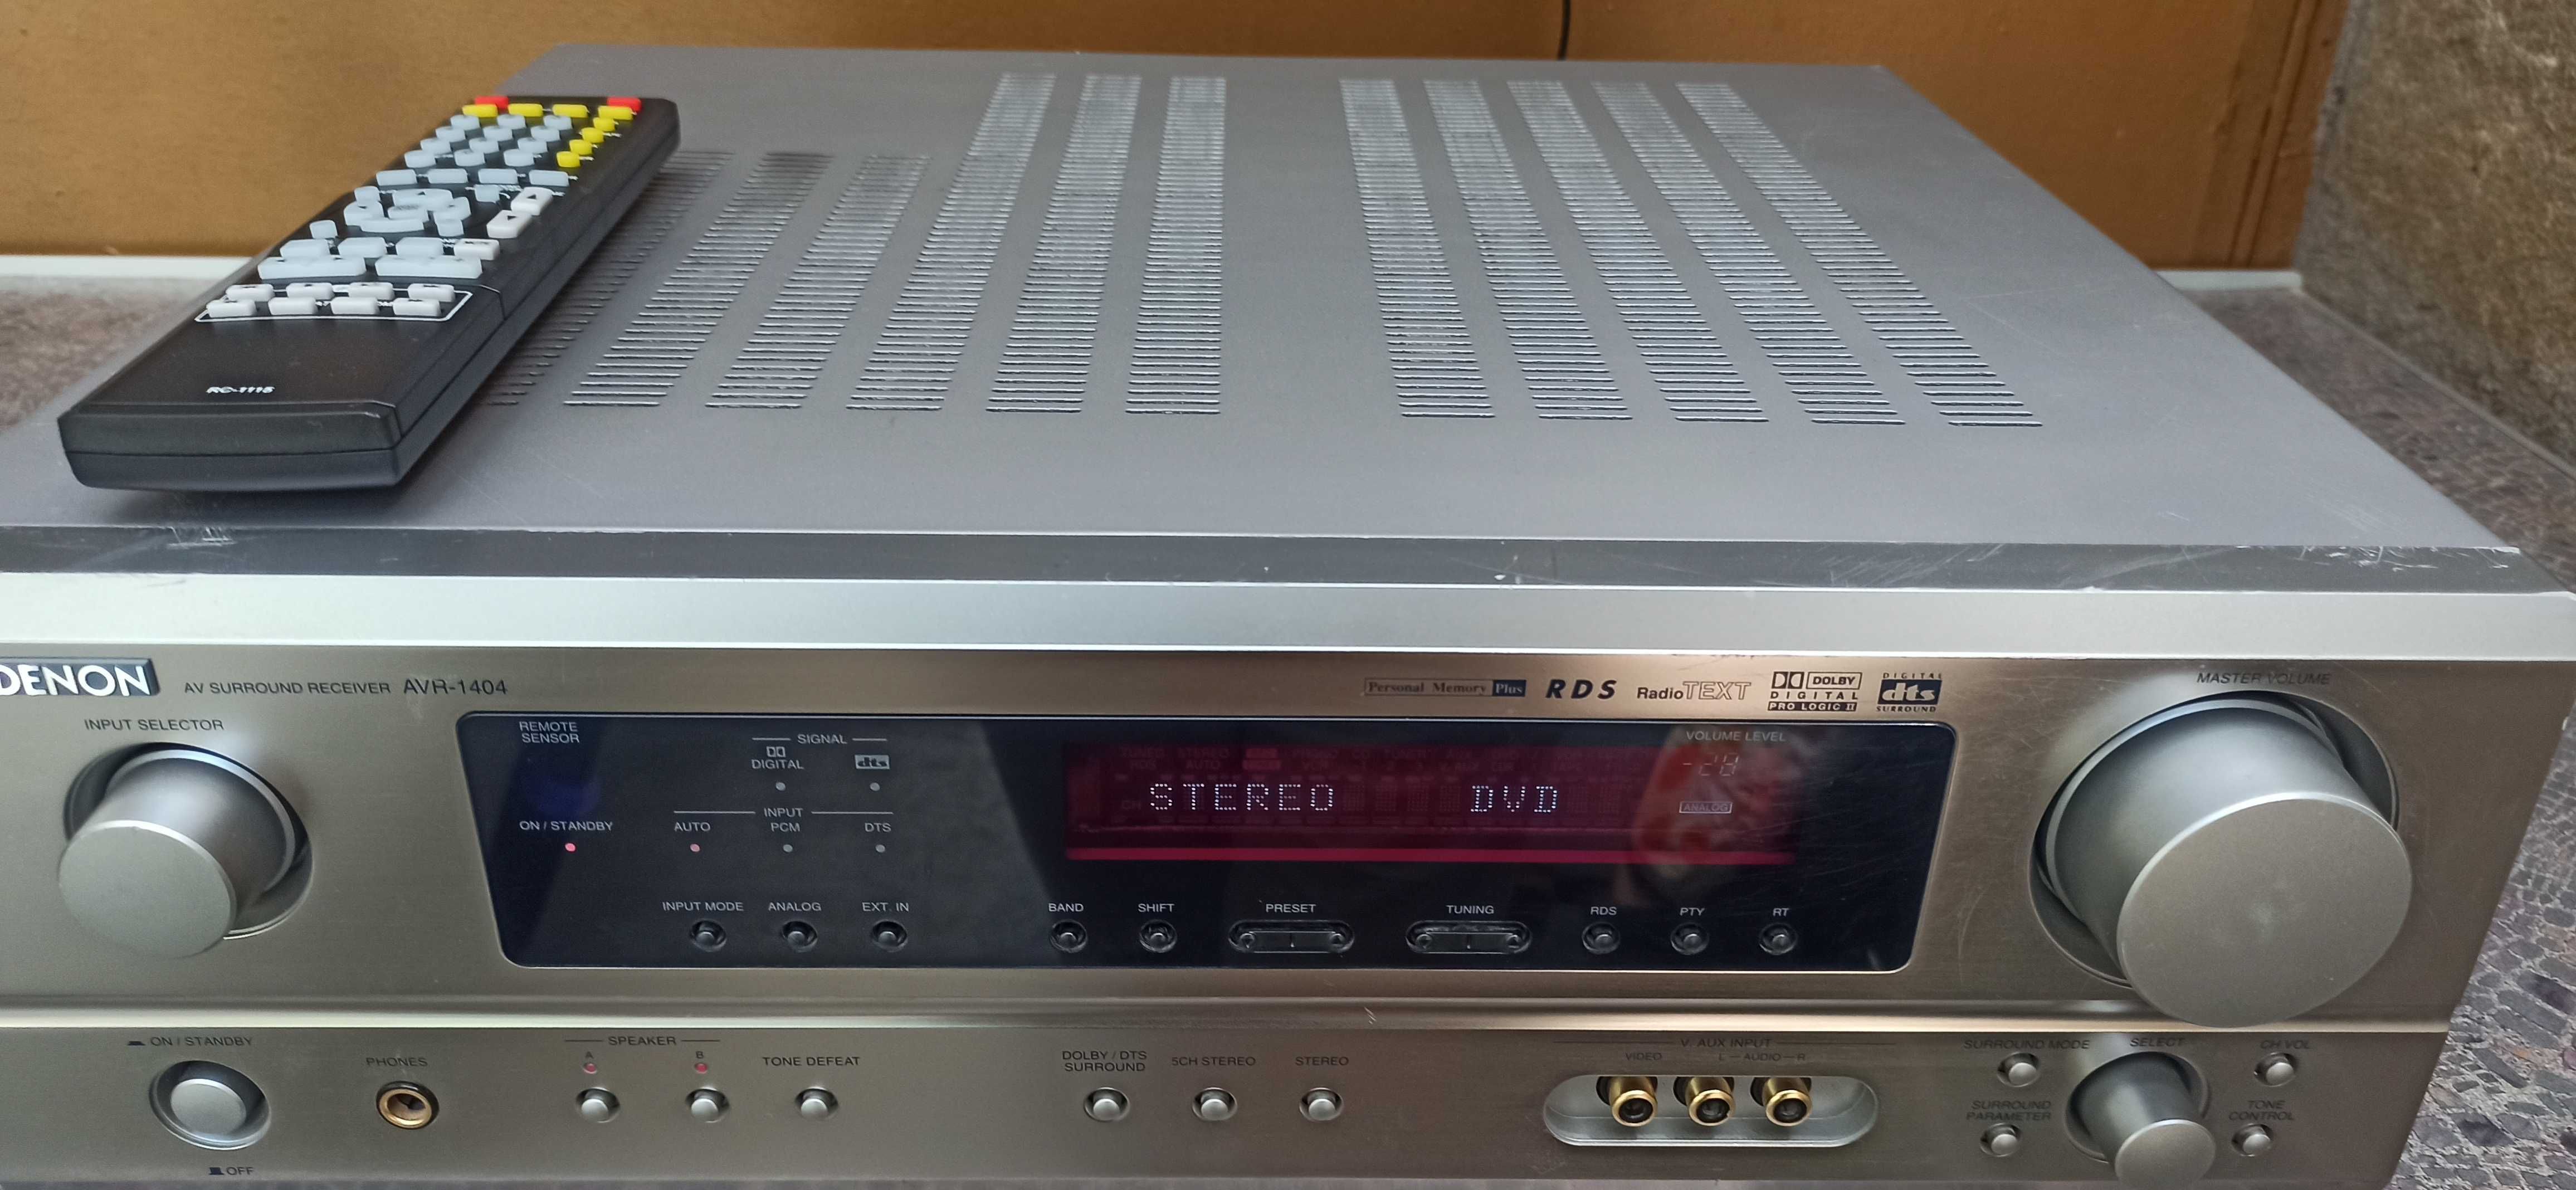 RC-1115
DENON
AV SURROUND RECEIVER AVR-1404
Personal Memory Plus
RDS
RadioTEXT
DOLBY
DIGITAL
PRO LOGIC II
DIGITAL
dts
SURROUND
MASTER VOLUME
INPUT SELECTOR
REMOTE
SENSOR
SIGNAL
DIGITAL
dts
VOLUME LEVEL
-28
STEREO DVD
ANALOG
INPUT
ON / STANDBY
AUTO
PCM
DTS
INPUT MODE
ANALOG
EXT. IN
BAND
SHIFT
PRESET
TUNING
RDS
PTY
RT
ON / STANDBY
OFF
PHONES
SPEAKER
A
B
TONE DEFEAT
DOLBY / DTS
SURROUND
5CH STEREO
STEREO
V. AUX INPUT
VIDEO
L — AUDIO — R
SURROUND MODE
SELECT
CH VOL
SURROUND
PARAMETER
TONE
CONTROL